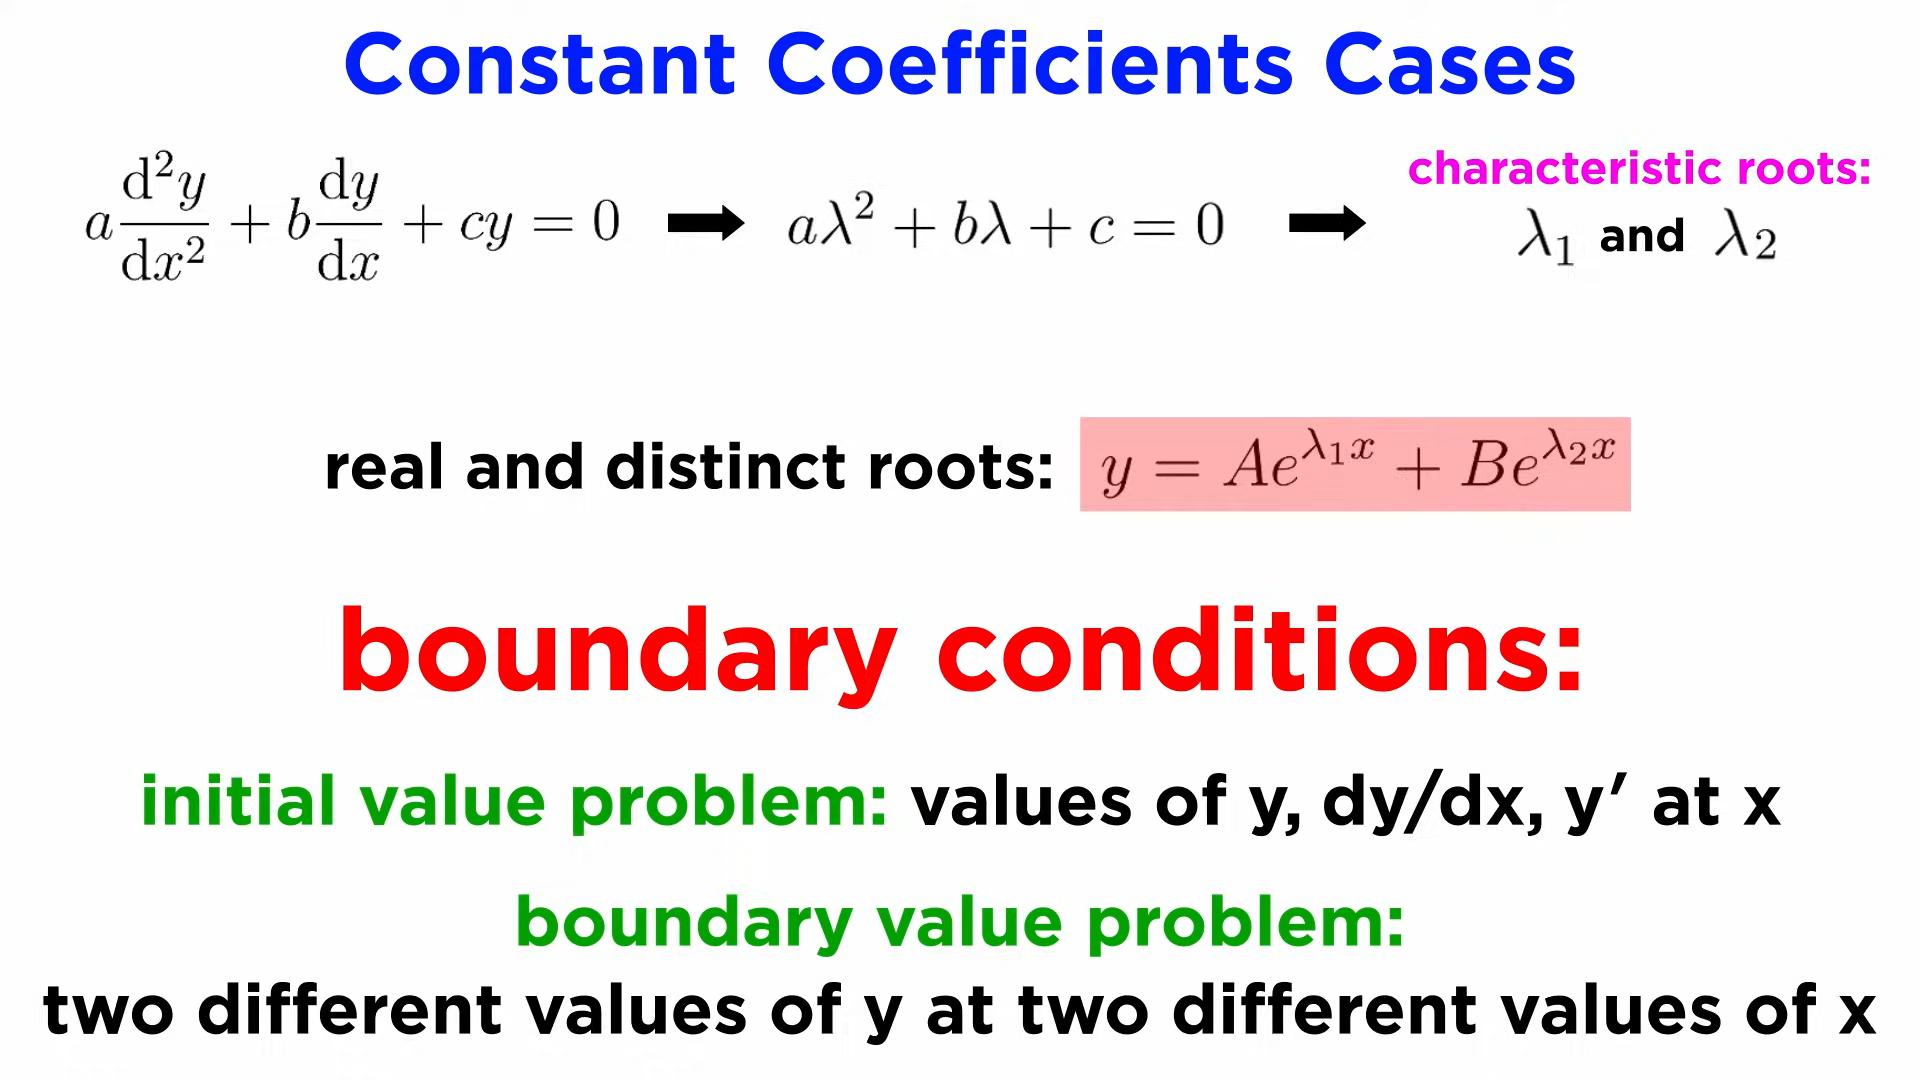 Constant Coefficients Cases
a d²y/dx² + b dy/dx + cy = 0 ➡ aλ² + bλ + c = 0 ➡ characteristic roots:
λ₁ and λ₂
real and distinct roots: y = Ae^{λ₁x} + Be^{λ₂x}
boundary conditions:
initial value problem: values of y, dy/dx, y′ at x
boundary value problem:
two different values of y at two different values of x